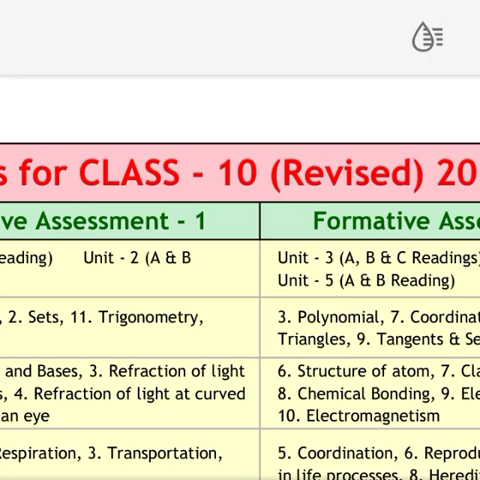 s for CLASS - 10 (Revised) 20
ve Assessment - 1
Formative Asse
eading) Unit - 2 (A & B
Unit - 3 (A, B & C Readings)
Unit - 5 (A & B Reading)
, 2. Sets, 11. Trigonometry,
3. Polynomial, 7. Coordinat
Triangles, 9. Tangents & Se
and Bases, 3. Refraction of light
s, 4. Refraction of light at curved
an eye
6. Structure of atom, 7. Cla
8. Chemical Bonding, 9. Ele
10. Electromagnetism
Respiration, 3. Transportation,
5. Coordination, 6. Reprodu
in life processes, 8. Heredi